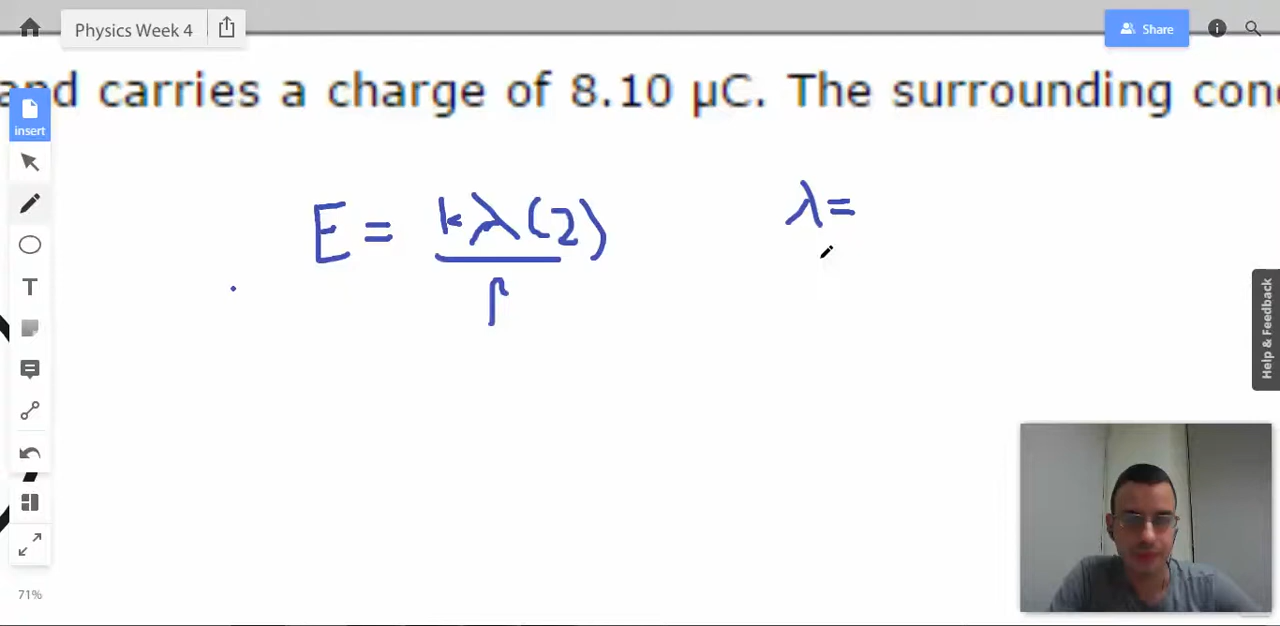 Physics Week 4
Share
and carries a charge of 8.10 µC. The surrounding con
insert
E = kλ(2)
r
λ=
T
Help & Feedback
71%